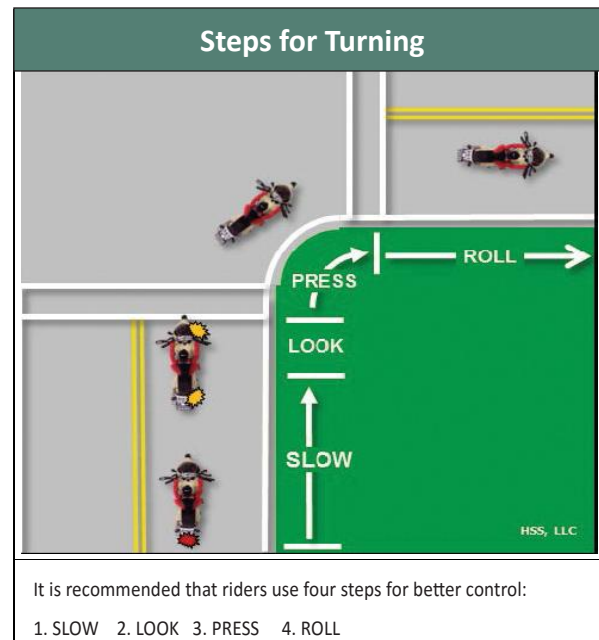 Steps for Turning
PRESS
ROLL
LOOK
SLOW
HSS, LLC
It is recommended that riders use four steps for better control:
1. SLOW 2. LOOK 3. PRESS 4. ROLL